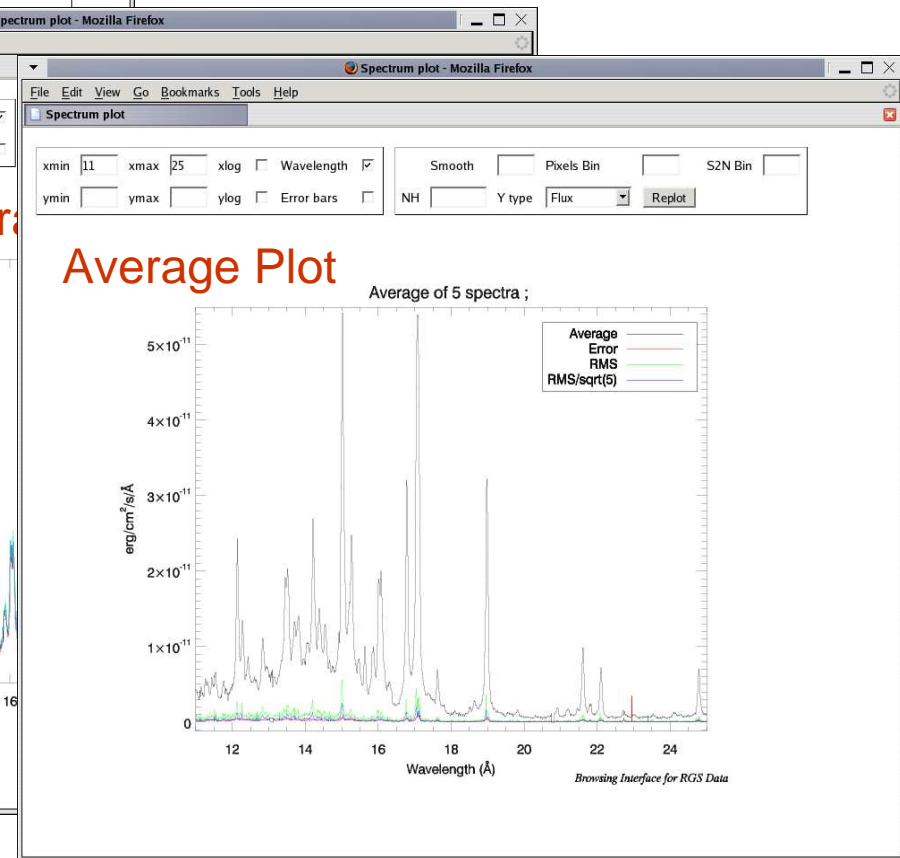 pectrum plot - Mozilla Firefox
Spectrum plot - Mozilla Firefox
File Edit View Go Bookmarks Tools Help
Spectrum plot
xmin 11 xmax 25 xlog Wavelength Smooth Pixels Bin S2N Bin
ymin ymax ylog Error bars NH Y type Flux Replot
Average Plot
Average of 5 spectra ;
Average
Error
RMS
RMS/sqrt(5)
5×10⁻¹¹
4×10⁻¹¹
3×10⁻¹¹
2×10⁻¹¹
1×10⁻¹¹
0
erg/cm²/s/Å
16
12 14 16 18 20 22 24
Wavelength (Å)
Browsing Interface for RGS Data